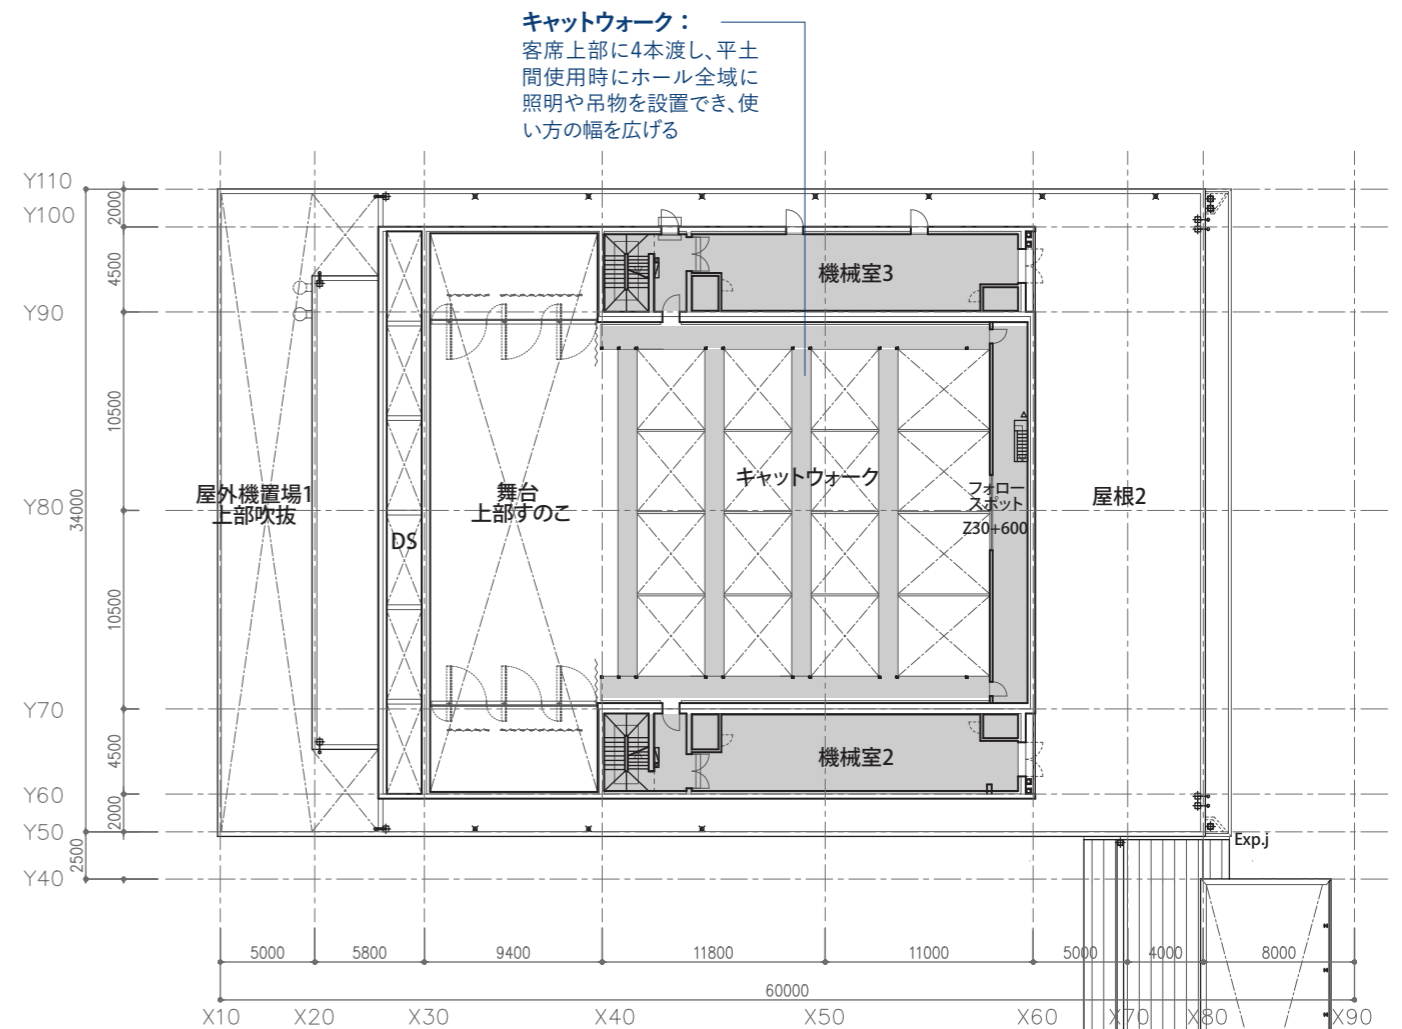 キャットウォーク：
客席上部に4本渡し、平土
間使用時にホール全域に
照明や吊物を設置でき、使
い方の幅を広げる
Y110
Y100
Y90
Y80
Y70
Y60
Y50
Y40
2000
4500
10500
10500
4500
2000
34000
2500
機械室3
屋外機置場1
上部吹抜
DS
舞台
上部すのこ
キャットウォーク
フォロー
スポット
Z30+600
屋根2
機械室2
Exp.j
5000
5800
9400
11800
11000
5000
4000
8000
60000
X10
X20
X30
X40
X50
X60
X70
X80
X90